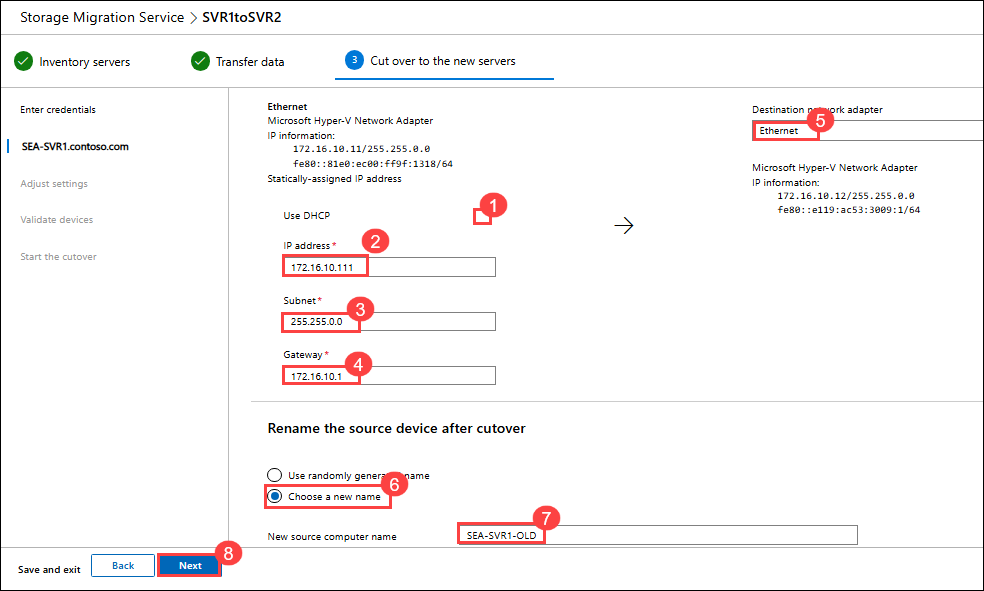 Storage Migration Service > SVR1toSVR2
Inventory servers
Transfer data
3 Cut over to the new servers
Enter credentials
SEA-SVR1.contoso.com
Adjust settings
Validate devices
Start the cutover
Ethernet
Microsoft Hyper-V Network Adapter
IP information:
172.16.10.11/255.255.0.0
fe80::81e0:ec00:ff9f:1318/64
Statically-assigned IP address
Use DHCP
1
IP address *
2
172.16.10.111
Subnet *
3
255.255.0.0
Gateway *
4
172.16.10.1
Destination network adapter
5
Ethernet
Microsoft Hyper-V Network Adapter
IP information:
172.16.10.12/255.255.0.0
fe80::e119:ac53:3009:1/64
Rename the source device after cutover
Use randomly name
6
Choose a new name
7
New source computer name
SEA-SVR1-OLD
8
Save and exit
Back
Next